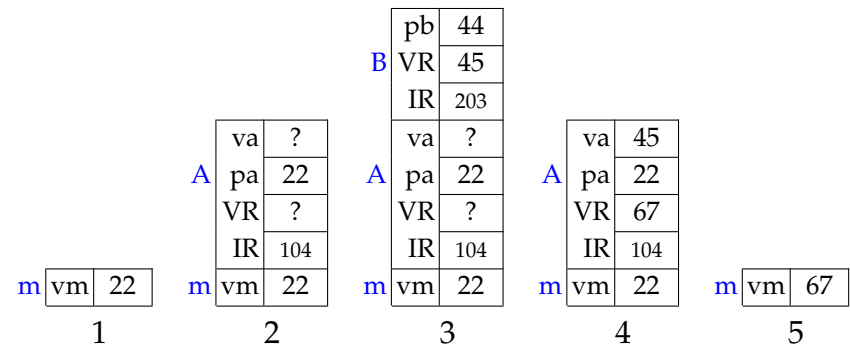 pb 44
B VR 45
IR 203
va ? va ? va 45
A pa 22 A pa 22 A pa 22
VR ? VR ? VR 67
IR 104 IR 104 IR 104
m vm 22 m vm 22 m vm 22 m vm 22 m vm 67
1 2 3 4 5